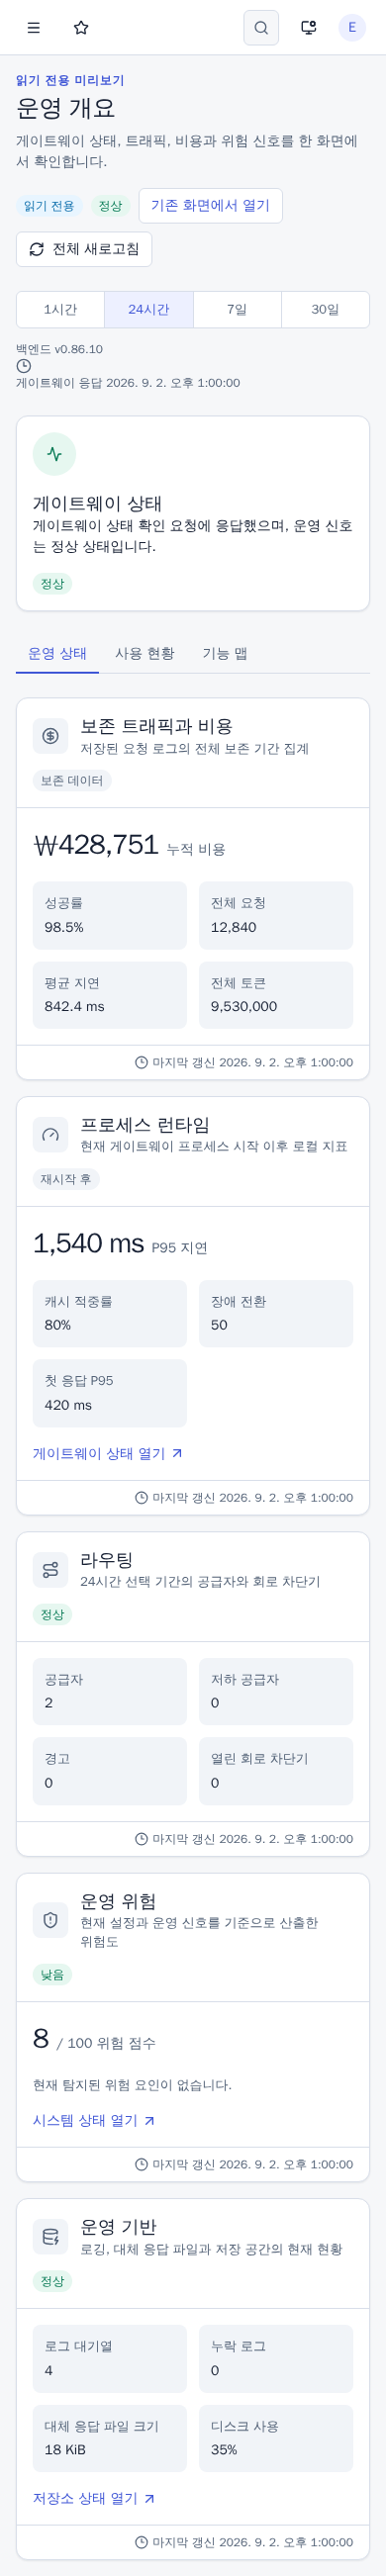 E
읽기 전용 미리보기
운영 개요
게이트웨이 상태, 트래픽, 비용과 위험 신호를 한 화면에
서 확인합니다.
읽기 전용 정상 기존 화면에서 열기
전체 새로고침
1시간 24시간 7일 30일
백엔드 v0.86.10
게이트웨이 응답 2026. 9. 2. 오후 1:00:00
게이트웨이 상태
게이트웨이 상태 확인 요청에 응답했으며, 운영 신호
는 정상 상태입니다.
정상
운영 상태 사용 현황 기능 맵
보존 트래픽과 비용
저장된 요청 로그의 전체 보존 기간 집계
보존 데이터
₩428,751 누적 비용
성공률 전체 요청
98.5% 12,840
평균 지연 전체 토큰
842.4 ms 9,530,000
마지막 갱신 2026. 9. 2. 오후 1:00:00
프로세스 런타임
현재 게이트웨이 프로세스 시작 이후 로컬 지표
재시작 후
1,540 ms P95 지연
캐시 적중률 장애 전환
80% 50
첫 응답 P95
420 ms
게이트웨이 상태 열기
마지막 갱신 2026. 9. 2. 오후 1:00:00
라우팅
24시간 선택 기간의 공급자와 회로 차단기
정상
공급자 저하 공급자
2 0
경고 열린 회로 차단기
0 0
마지막 갱신 2026. 9. 2. 오후 1:00:00
운영 위험
현재 설정과 운영 신호를 기준으로 산출한
위험도
낮음
8 / 100 위험 점수
현재 탐지된 위험 요인이 없습니다.
시스템 상태 열기
마지막 갱신 2026. 9. 2. 오후 1:00:00
운영 기반
로깅, 대체 응답 파일과 저장 공간의 현재 현황
정상
로그 대기열 누락 로그
4 0
대체 응답 파일 크기 디스크 사용
18 KiB 35%
저장소 상태 열기
마지막 갱신 2026. 9. 2. 오후 1:00:00